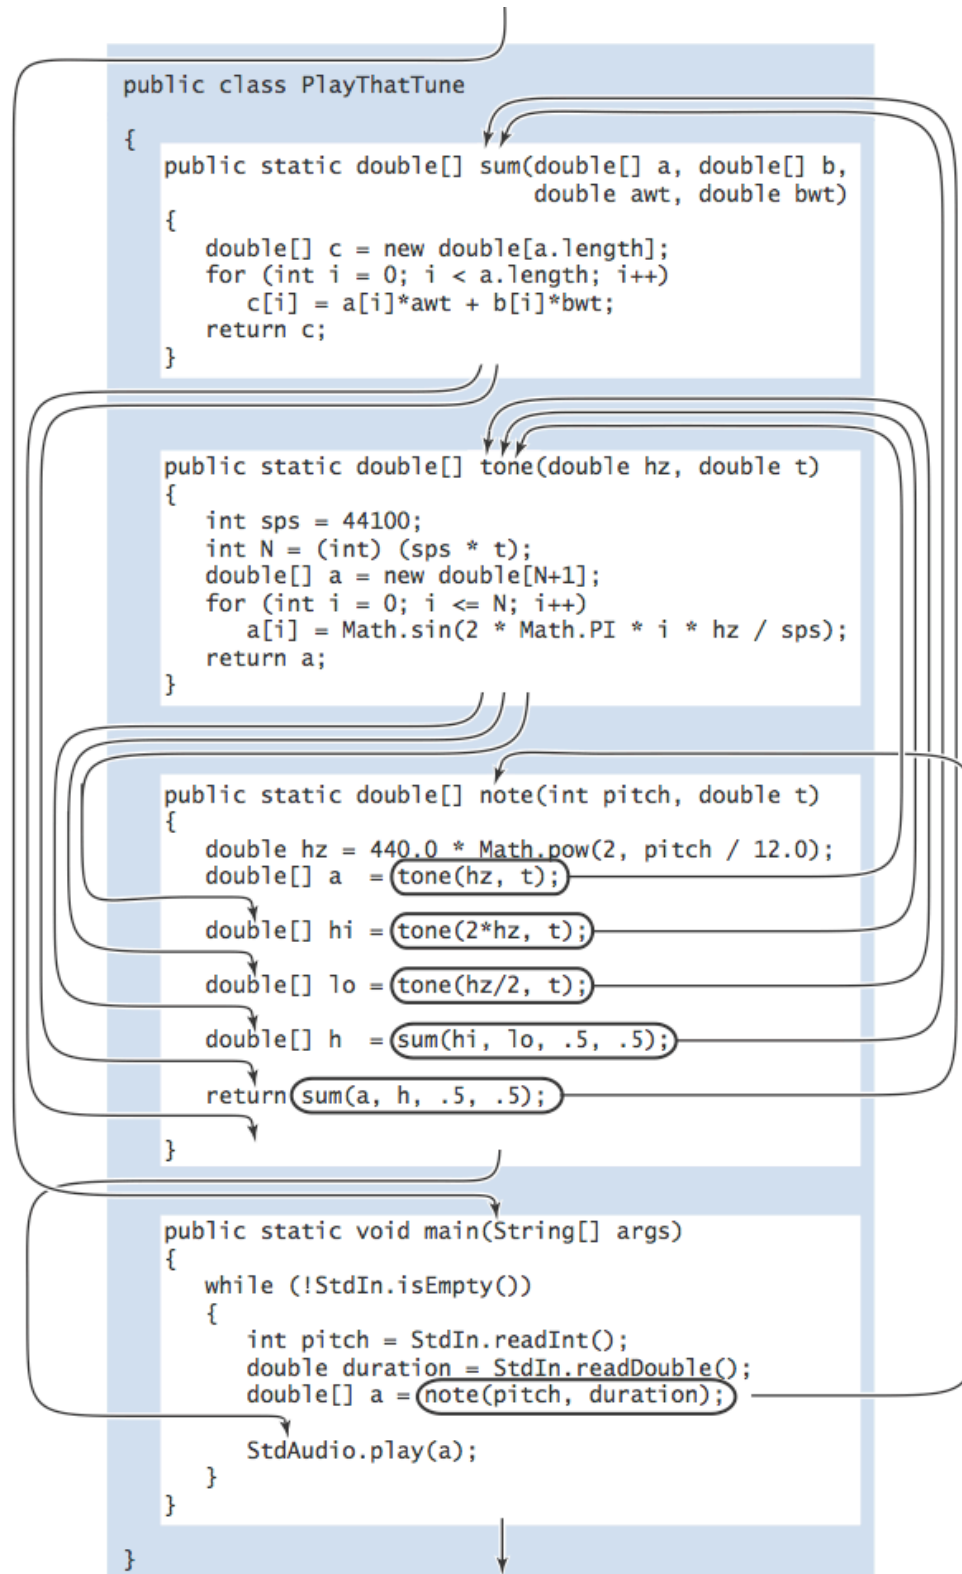 public class PlayThatTune
{
public static double[] sum(double[] a, double[] b,
double awt, double bwt)
{
double[] c = new double[a.length];
for (int i = 0; i < a.length; i++)
c[i] = a[i]*awt + b[i]*bwt;
return c;
}
public static double[] tone(double hz, double t)
{
int sps = 44100;
int N = (int) (sps * t);
double[] a = new double[N+1];
for (int i = 0; i <= N; i++)
a[i] = Math.sin(2 * Math.PI * i * hz / sps);
return a;
}
public static double[] note(int pitch, double t)
{
double hz = 440.0 * Math.pow(2, pitch / 12.0);
double[] a = tone(hz, t);
double[] hi = tone(2*hz, t);
double[] lo = tone(hz/2, t);
double[] h = sum(hi, lo, .5, .5);
return sum(a, h, .5, .5);
}
public static void main(String[] args)
{
while (!StdIn.isEmpty())
{
int pitch = StdIn.readInt();
double duration = StdIn.readDouble();
double[] a = note(pitch, duration);
StdAudio.play(a);
}
}
}